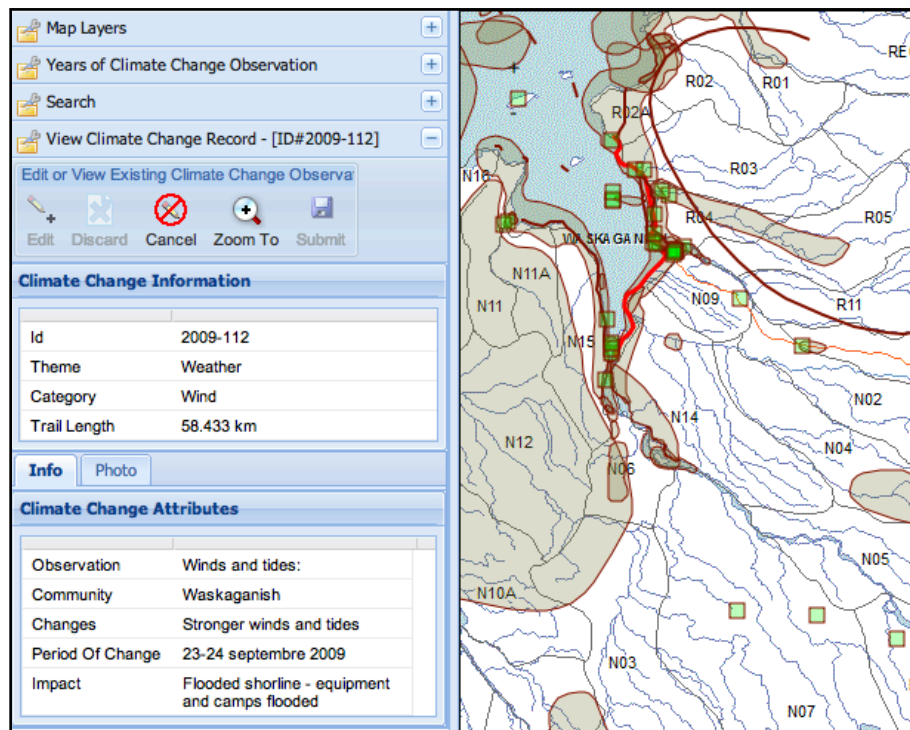 Map Layers
Years of Climate Change Observation
Search
View Climate Change Record - [ID#2009-112]
Edit or View Existing Climate Change Observat
Edit Discard Cancel Zoom To Submit
Climate Change Information
Id 2009-112
Theme Weather
Category Wind
Trail Length 58.433 km
Info Photo
Climate Change Attributes
Observation Winds and tides:
Community Waskaganish
Changes Stronger winds and tides
Period Of Change 23-24 septembre 2009
Impact Flooded shorline - equipment
and camps flooded
RE
R02
R01
R02A
R03
N16
R04
R05
N11A
N11
N09
R11
N15
N02
N14
N12
N04
N06
N05
N10A
N03
N07